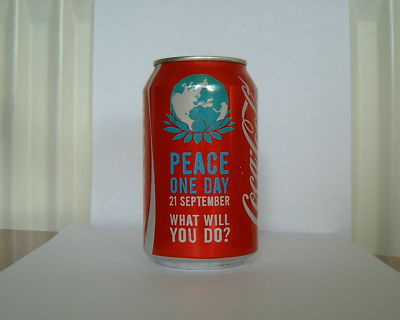 PEACE
ONE DAY
21 SEPTEMBER
WHAT WILL
YOU DO?
Coca-Cola